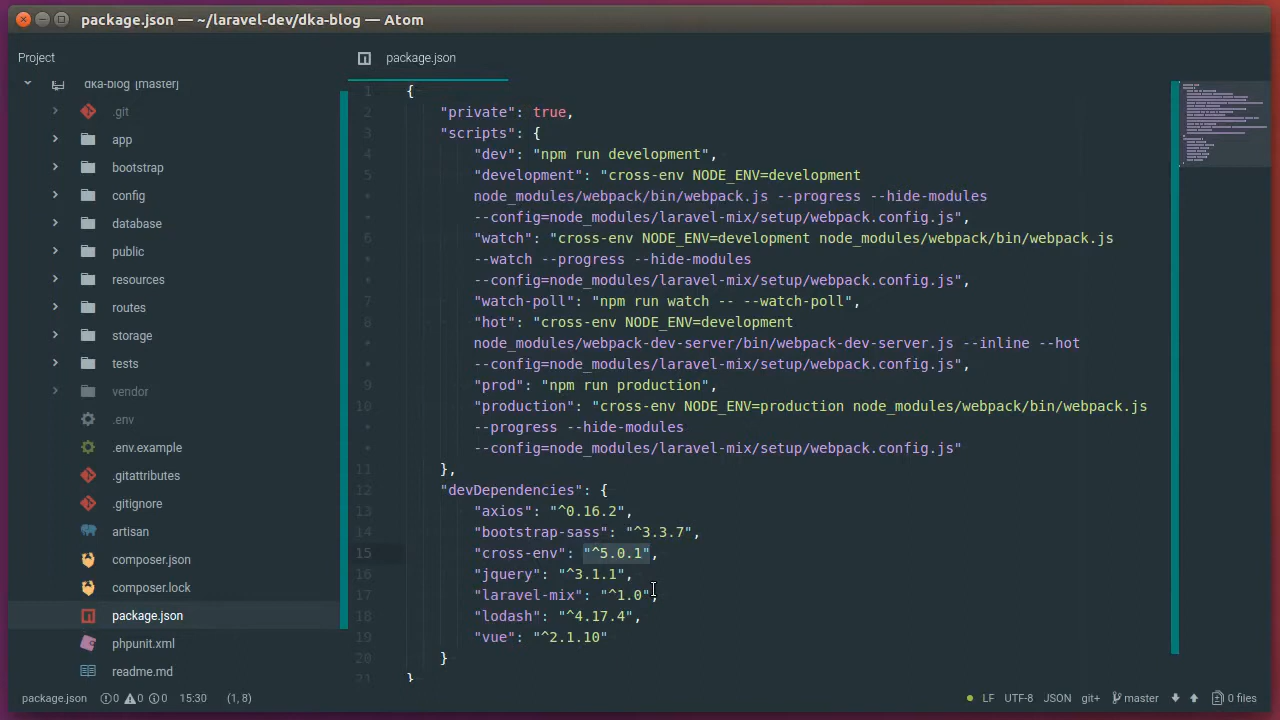 package.json — ~/laravel-dev/dka-blog — Atom
Project
dka-blog [master]
.git
app
bootstrap
config
database
public
resources
routes
storage
tests
vendor
.env
.env.example
.gitattributes
.gitignore
artisan
composer.json
composer.lock
package.json
phpunit.xml
readme.md
package.json
1 {
2 "private": true,
3 "scripts": {
4 "dev": "npm run development",
5 "development": "cross-env NODE_ENV=development
• node_modules/webpack/bin/webpack.js --progress --hide-modules
• --config=node_modules/laravel-mix/setup/webpack.config.js",
6 "watch": "cross-env NODE_ENV=development node_modules/webpack/bin/webpack.js
• --watch --progress --hide-modules
• --config=node_modules/laravel-mix/setup/webpack.config.js",
7 "watch-poll": "npm run watch -- --watch-poll",
8 "hot": "cross-env NODE_ENV=development
• node_modules/webpack-dev-server/bin/webpack-dev-server.js --inline --hot
• --config=node_modules/laravel-mix/setup/webpack.config.js",
9 "prod": "npm run production",
10 "production": "cross-env NODE_ENV=production node_modules/webpack/bin/webpack.js
• --progress --hide-modules
• --config=node_modules/laravel-mix/setup/webpack.config.js"
11 },
12 "devDependencies": {
13 "axios": "^0.16.2",
14 "bootstrap-sass": "^3.3.7",
15 "cross-env": "^5.0.1",
16 "jquery": "^3.1.1",
17 "laravel-mix": "^1.0",
18 "lodash": "^4.17.4",
19 "vue": "^2.1.10"
20 }
21 }
package.json 0 0 0 15:30 (1, 8) LF UTF-8 JSON git+ master 0 files